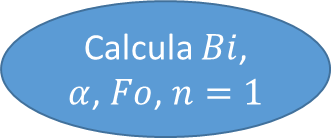 Calcula Bi,
α, Fo, n = 1